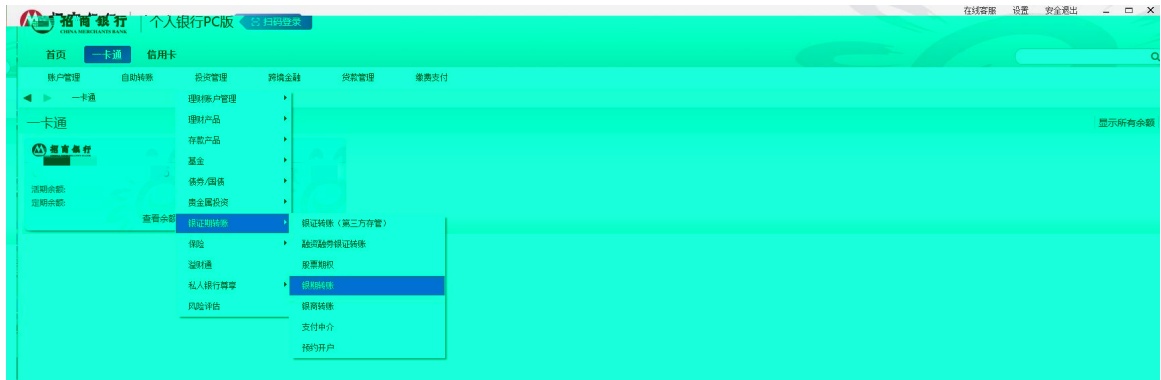 在线客服 设置 安全退出
招商银行 个人银行PC版 扫码登录
CHINA MERCHANTS BANK
首页 一卡通 信用卡
账户管理 自助转账 投资管理 跨境金融 贷款管理 缴费支付
一卡通
一卡通 显示所有余额
招商银行
活期余额:
定期余额:
查看余额
理财账户管理
理财产品
存款产品
基金
债券/国债
贵金属投资
银证期转账
保险
溢财通
私人银行尊享
风险评估
银证转账（第三方存管）
融资融券银证转账
股票期权
银期转账
银商转账
支付中介
预约开户